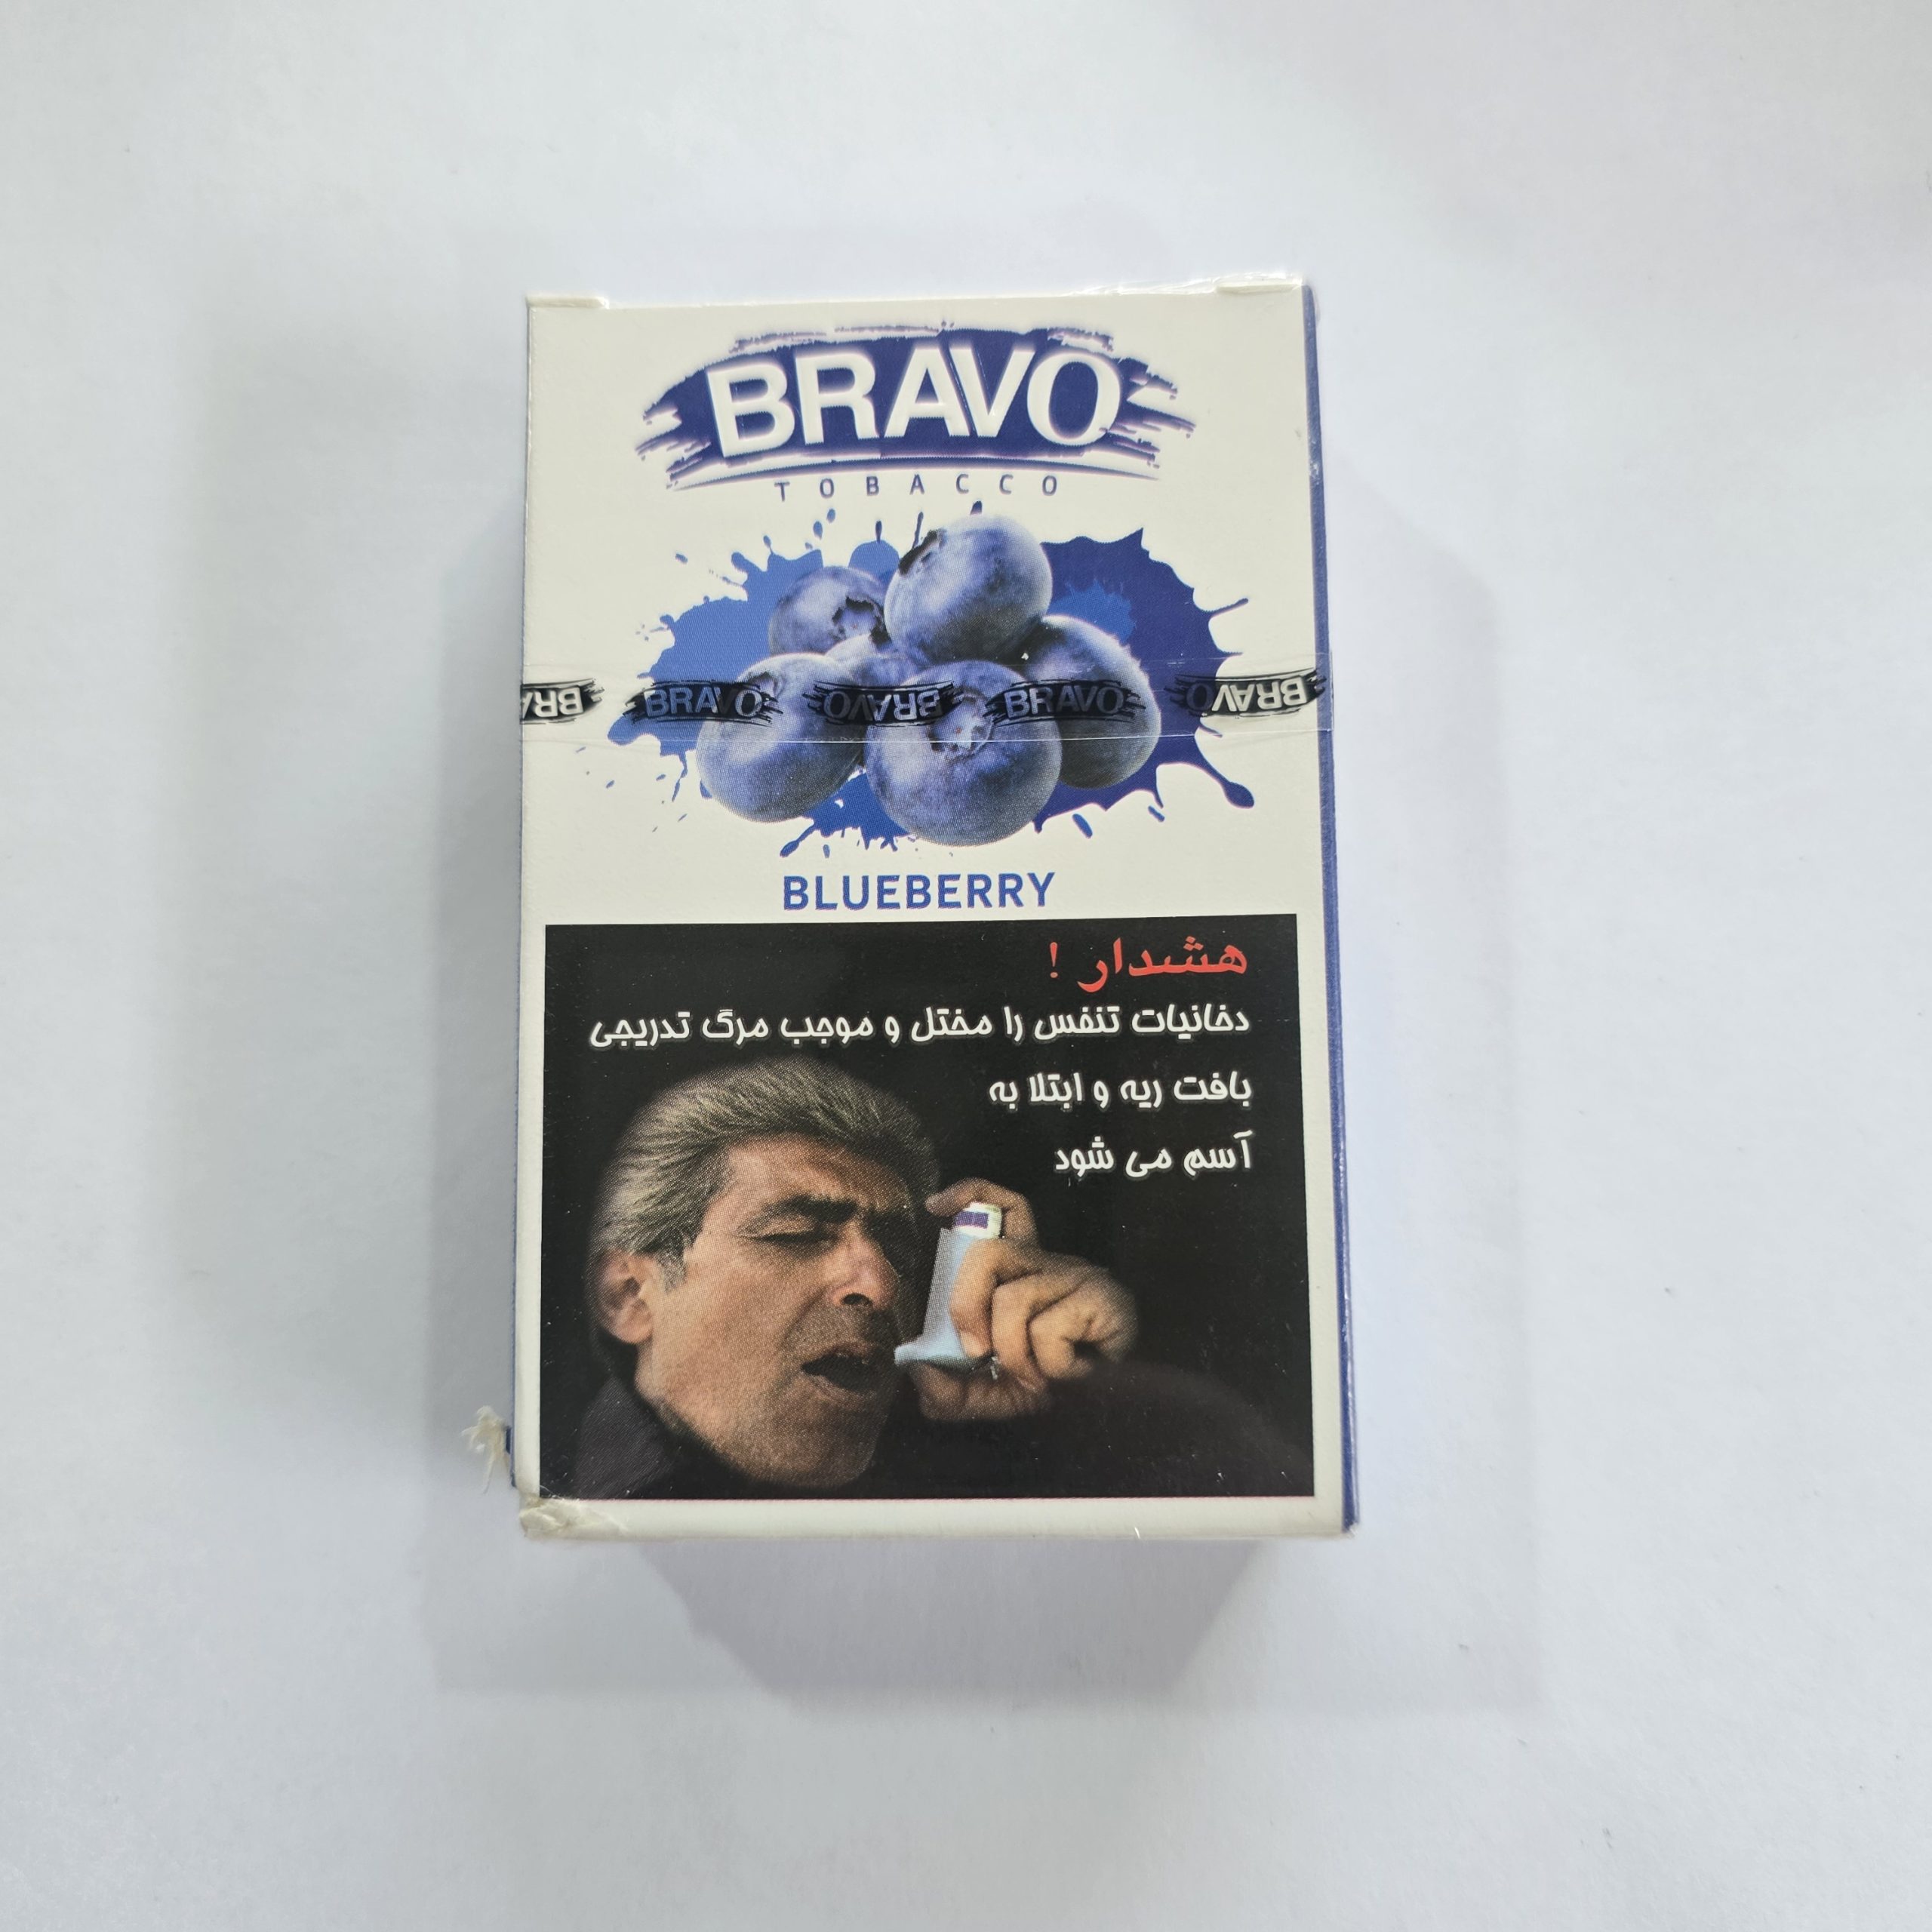 BRAVO
TOBACCO
BRAVO BRAVO BRAVO BRAVO
BLUEBERRY
هشدار !
دخانیات تنفس را مختل و موجب مرگ تدریجی
بافت ریه و ابتلا به
آسم می شود